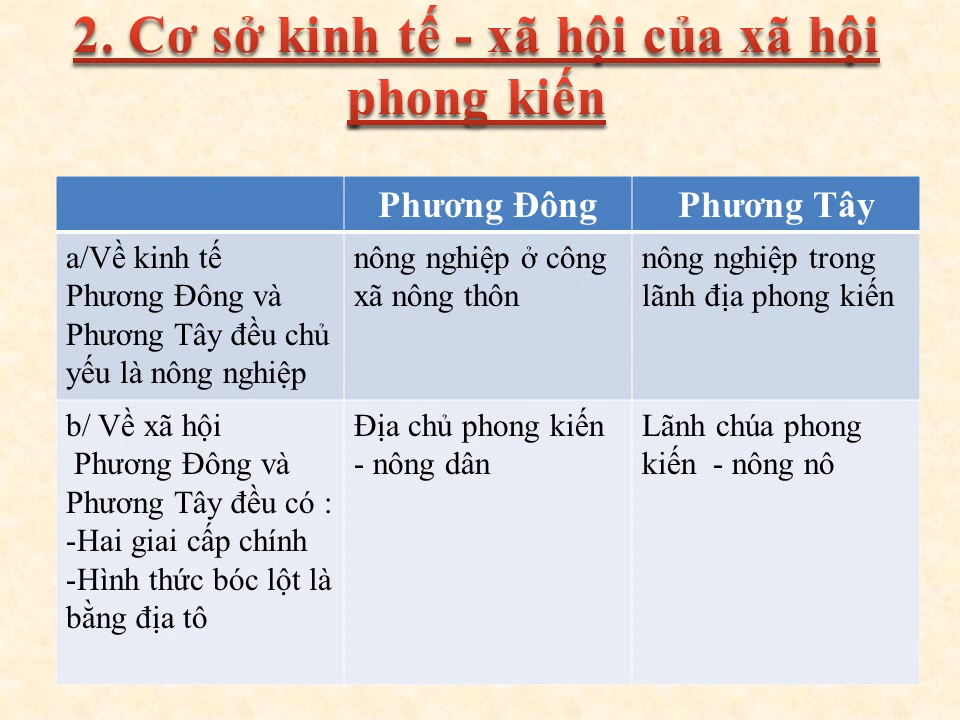 2. Cơ sở kinh tế - xã hội của xã hội
phong kiến
Phương Đông
Phương Tây
a/Về kinh tế
Phương Đông và
Phương Tây đều chủ
yếu là nông nghiệp
nông nghiệp ở công
xã nông thôn
nông nghiệp trong
lãnh địa phong kiến
b/ Về xã hội
Phương Đông và
Phương Tây đều có :
-Hai giai cấp chính
-Hình thức bóc lột là
bằng địa tô
Địa chủ phong kiến
- nông dân
Lãnh chúa phong
kiến - nông nô